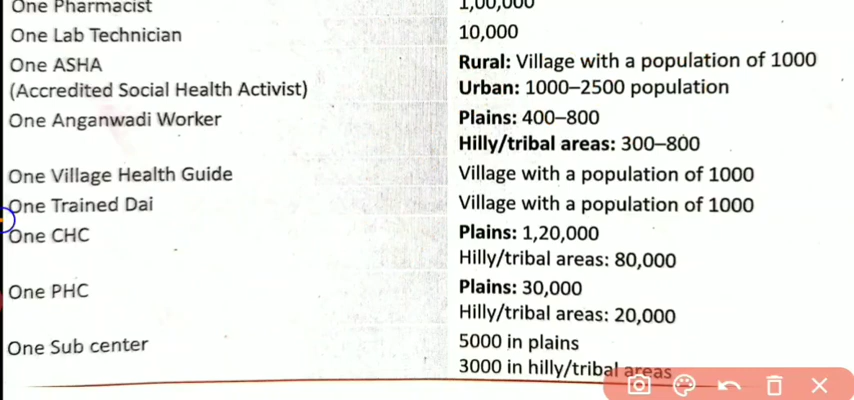 One Pharmacist 1,00,000
One Lab Technician 10,000
One ASHA Rural: Village with a population of 1000
(Accredited Social Health Activist) Urban: 1000–2500 population
One Anganwadi Worker Plains: 400–800
Hilly/tribal areas: 300–800
One Village Health Guide Village with a population of 1000
One Trained Dai Village with a population of 1000
One CHC Plains: 1,20,000
Hilly/tribal areas: 80,000
One PHC Plains: 30,000
Hilly/tribal areas: 20,000
One Sub center 5000 in plains
3000 in hilly/tribal areas